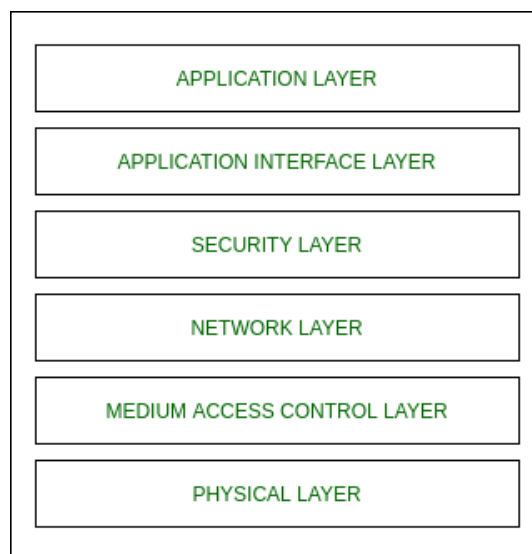 APPLICATION LAYER
APPLICATION INTERFACE LAYER
SECURITY LAYER
NETWORK LAYER
MEDIUM ACCESS CONTROL LAYER
PHYSICAL LAYER